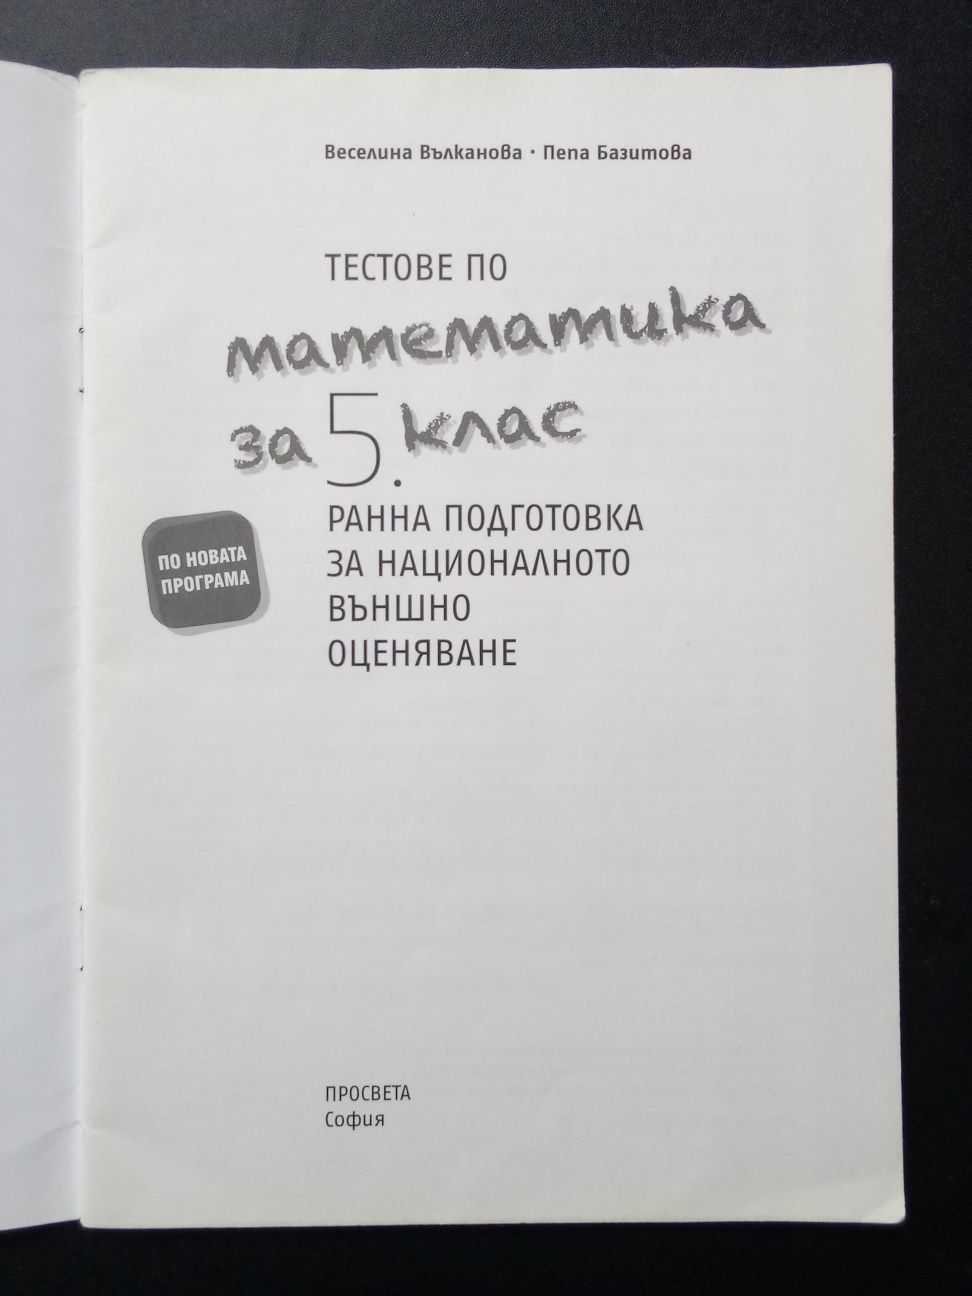 Веселина Вълканова · Пепа Базитова
ТЕСТОВЕ ПО
математика
за 5. клас
ПО НОВАТА
ПРОГРАМА
РАННА ПОДГОТОВКА
ЗА НАЦИОНАЛНОТО
ВЪНШНО
ОЦЕНЯВАНЕ
ПРОСВЕТА
София